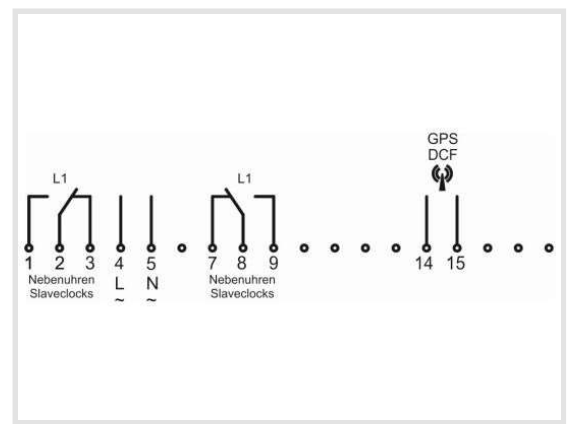 GPS
DCF
L1 L1
1 2 3 4 5 7 8 9 14 15
Nebenuhren L N Nebenuhren
Slaveclocks ~ ~ Slaveclocks